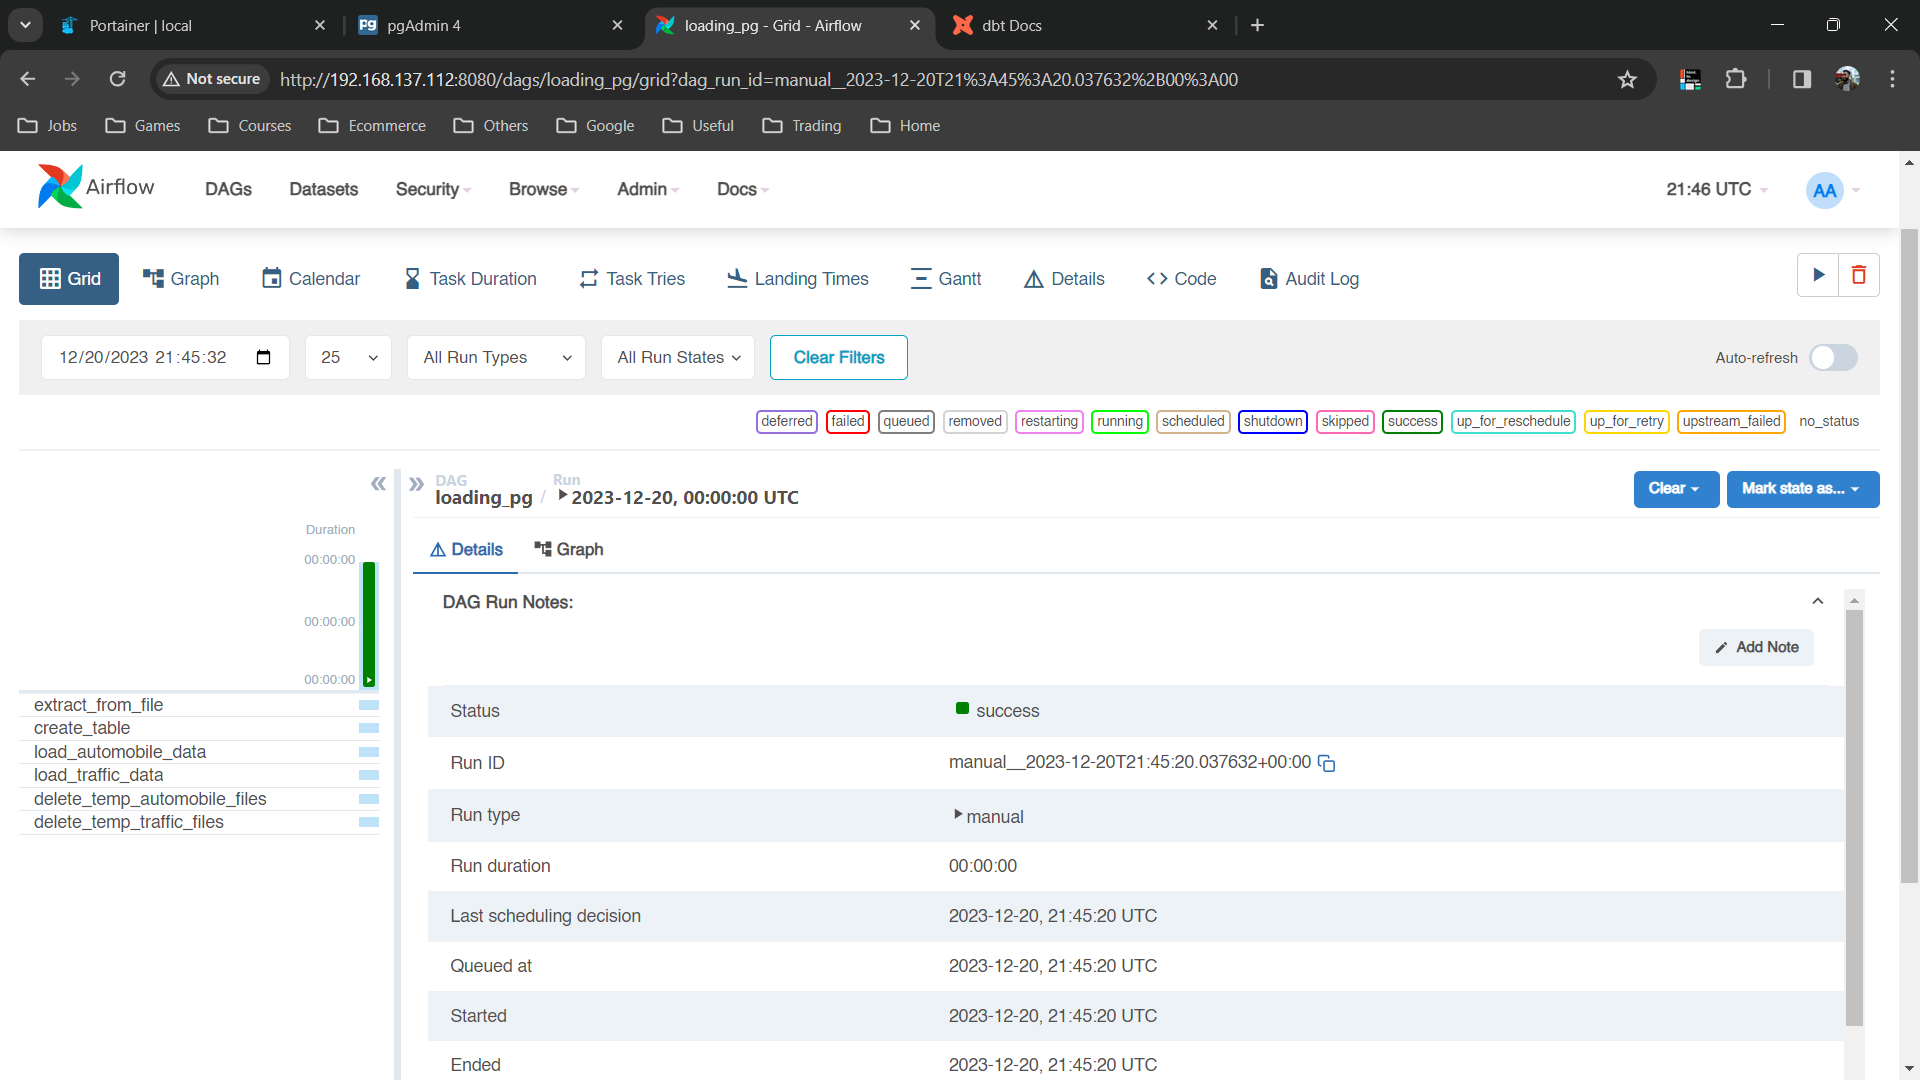 Portainer | local
pgAdmin 4
loading_pg - Grid - Airflow
dbt Docs
Not secure
http://192.168.137.112:8080/dags/loading_pg/grid?dag_run_id=manual__2023-12-20T21%3A45%3A20.037632%2B00%3A00
Jobs Games Courses Ecommerce Others Google Useful Trading Home
Airflow DAGs Datasets Security Browse Admin Docs 21:46 UTC AA
Grid Graph Calendar Task Duration Task Tries Landing Times Gantt Details Code Audit Log
12/20/2023 21:45:32 25 All Run Types All Run States Clear Filters Auto-refresh
deferred failed queued removed restarting running scheduled shutdown skipped success up_for_reschedule up_for_retry upstream_failed no_status
DAG Run
loading_pg / 2023-12-20, 00:00:00 UTC
Clear Mark state as...
Duration
00:00:00
00:00:00
00:00:00
extract_from_file
create_table
load_automobile_data
load_traffic_data
delete_temp_automobile_files
delete_temp_traffic_files
Details Graph
DAG Run Notes:
Add Note
Status success
Run ID manual__2023-12-20T21:45:20.037632+00:00
Run type manual
Run duration 00:00:00
Last scheduling decision 2023-12-20, 21:45:20 UTC
Queued at 2023-12-20, 21:45:20 UTC
Started 2023-12-20, 21:45:20 UTC
Ended 2023-12-20, 21:45:20 UTC